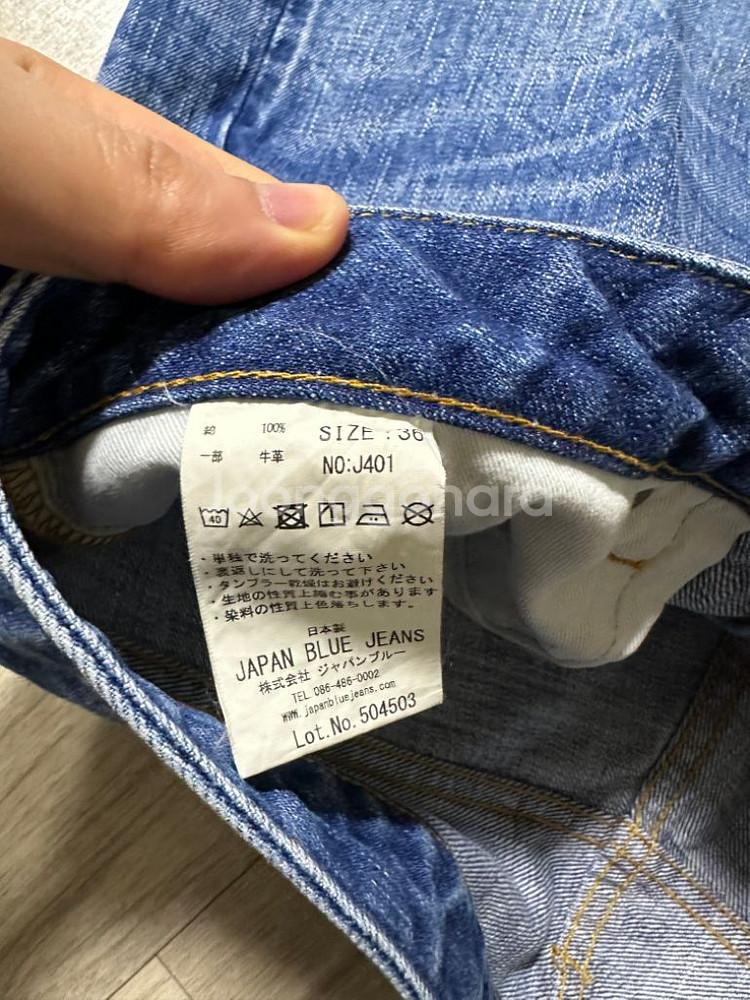 綿 100% SIZE : 36
一部 牛革 NO:J401
40
・単独で洗ってください
・裏返しにして洗って下さい
・タンブラー乾燥はお避けください
・生地の性質上縮む事があります
・染料の性質上色落ちします。
日本製
JAPAN BLUE JEANS
株式会社 ジャパンブルー
TEL 086-486-0002
www.japanbluejeans.com
Lot.No.504503
Joonggonara